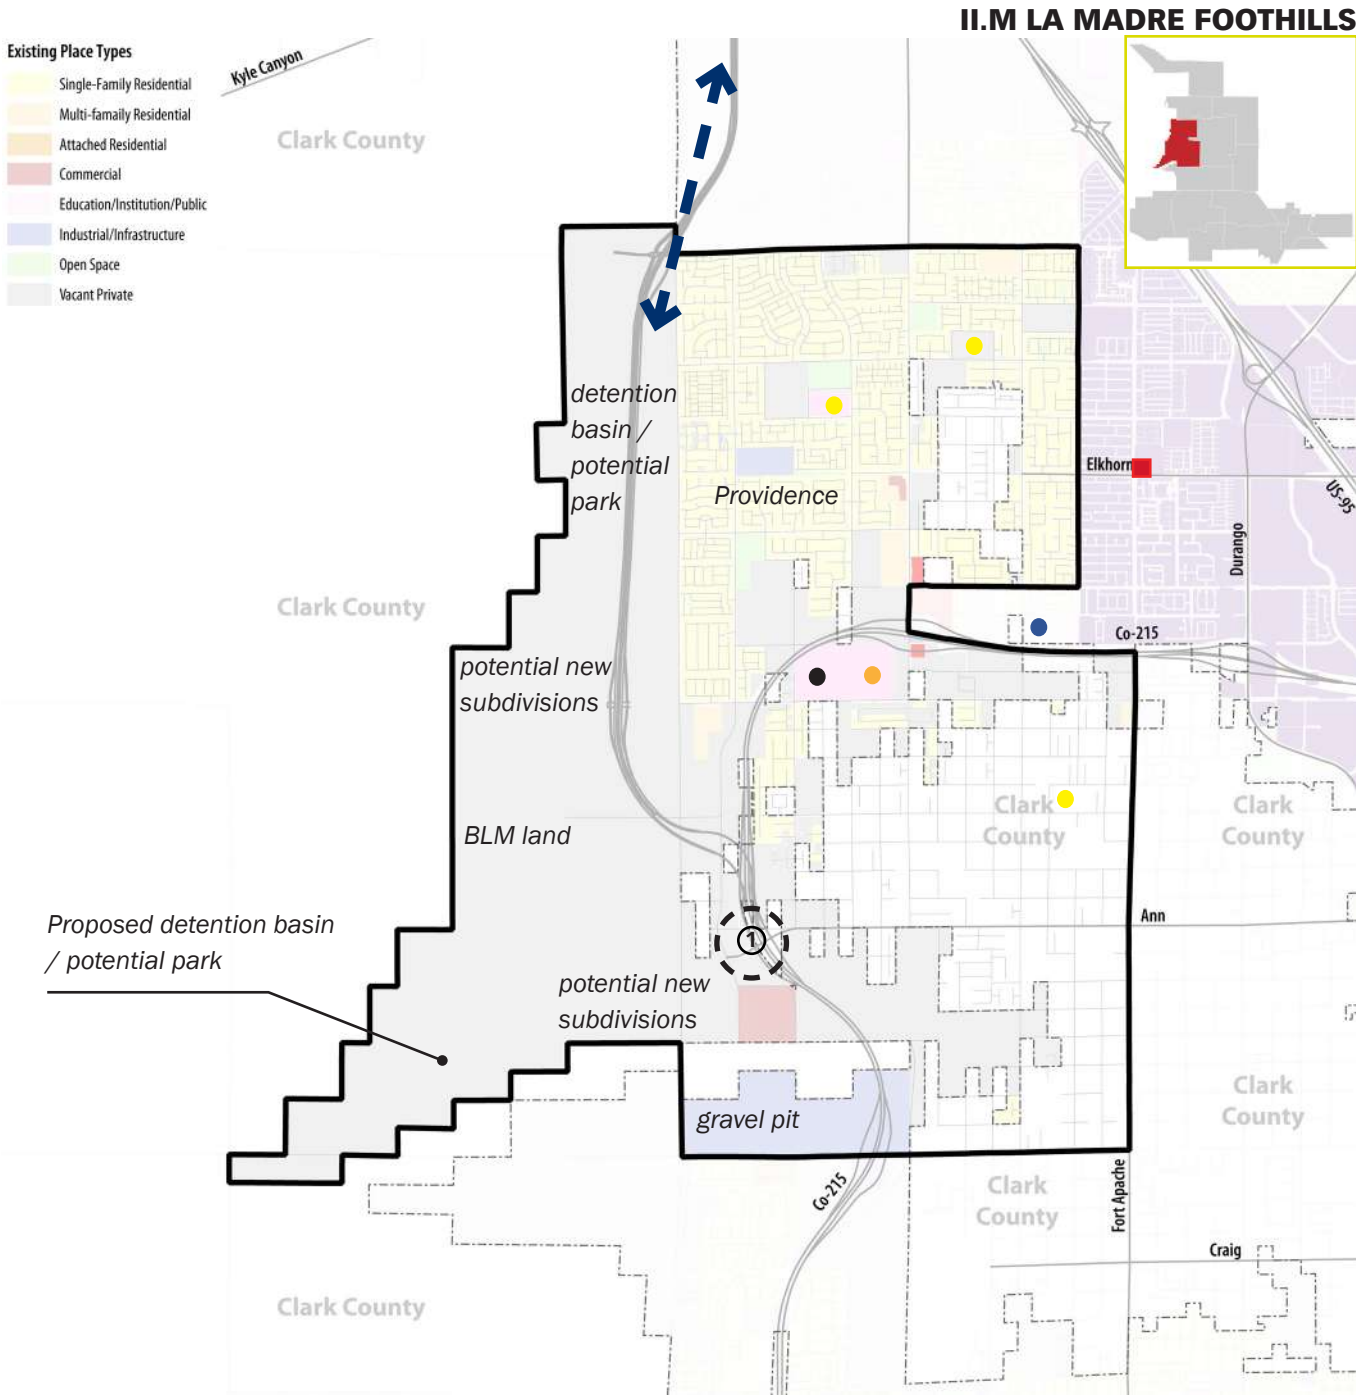 II.M LA MADRE FOOTHILLS
Existing Place Types
Single-Family Residential
Multi-famaily Residential
Attached Residential
Commercial
Education/Institution/Public
Industrial/Infrastructure
Open Space
Vacant Private
Kyle Canyon
Clark County
detention
basin /
potential
park
Providence
Elkhorn
US-95
Durango
Clark County
Co-215
potential new
subdivisions
Clark
County
Clark
County
BLM land
Proposed detention basin
/ potential park
Ann
1
potential new
subdivisions
gravel pit
Clark
County
Clark
County
Co-215
Fort Apache
Craig
Clark County